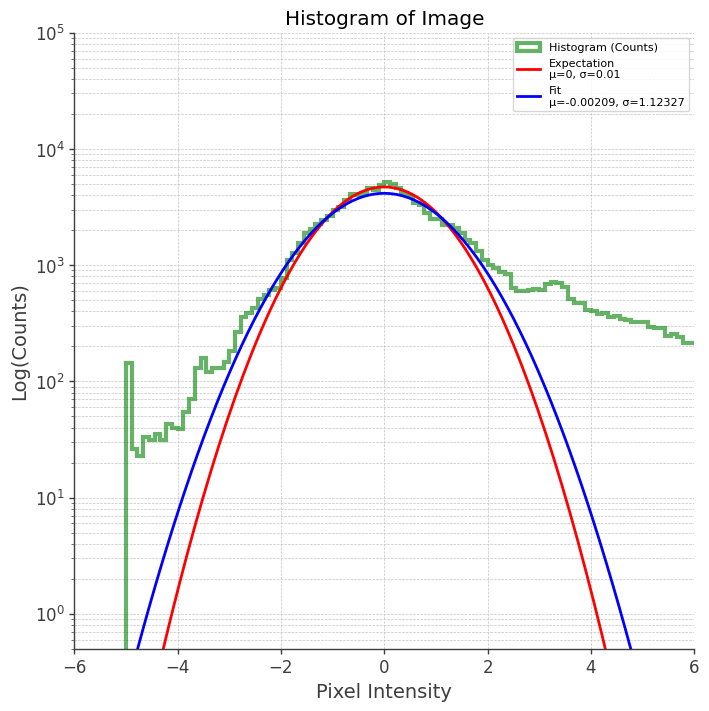 Histogram of Image
Histogram (Counts)
Expectation
μ=0, σ=0.01
Fit
μ=-0.00209, σ=1.12327
Log(Counts)
10^5
10^4
10^3
10^2
10^1
10^0
−6
−4
−2
0
2
4
6
Pixel Intensity